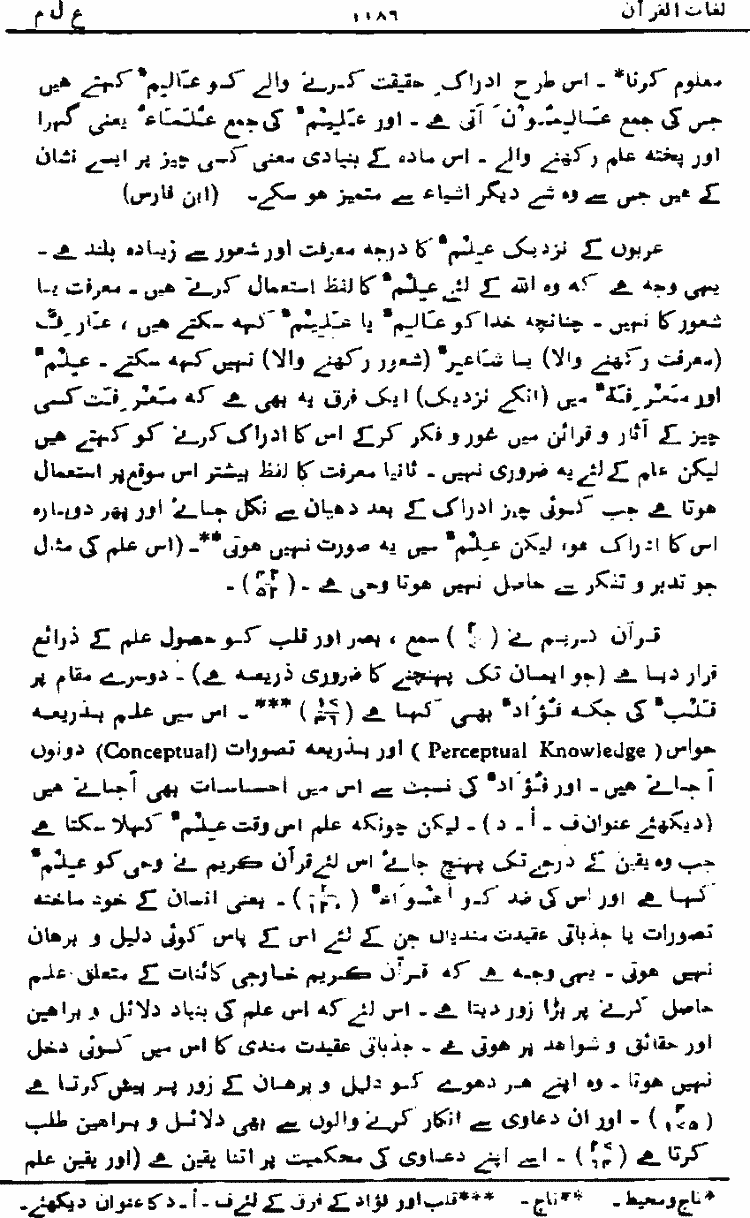 لغات القرآن ۱۱۸٦ ع ل م
معلوم کرنا* ۔ اس طرح ادراک حقیقت کرنے والے کو عَالِمٌ کہتے ہیں
جس کی جمع عَالِمُوْنَ آتی ہے ۔ اور عَلِیْمٌ کی جمع عُلَمَاءُ یعنی گہرا
اور پختہ علم رکھنے والے ۔ اس مادہ کے بنیادی معنی کسی چیز پر ایسے نشان
کے ہیں جس سے وہ شے دیگر اشیاء سے متمیز ہو سکے۔ (ابن فارس)
عربوں کے نزدیک عِلْمٌ کا درجہ معرفت اور شعور سے زیادہ بلند ہے ۔
یہی وجہ ہے کہ وہ اللہ کے لئے عِلْمٌ کا لفظ استعمال کرتے ہیں ۔ معرفت یا
شعور کا نہیں ۔ چنانچہ خدا کو عَالِمٌ یا عَلِیْمٌ کہہ سکتے ہیں ، عَارِفٌ
(معرفت رکھنے والا) یا شَاعِرٌ (شعور رکھنے والا) نہیں کہہ سکتے ۔ عِلْمٌ
اور مَعْرِفَۃٌ میں (انکے نزدیک) ایک فرق یہ بھی ہے کہ مَعْرِفَت کسی
چیز کے آثار و قرائن میں غور و فکر کرکے اس کا ادراک کرنے کو کہتے ہیں
لیکن علم کے لئے یہ ضروری نہیں ۔ ثانیا معرفت کا لفظ بیشتر اس موقع پر استعمال
ہوتا ہے جب کوئی چیز ادراک کے بعد دھیان سے نکل جائے اور پھر دوبارہ
اس کا ادراک ہو، لیکن عِلْمٌ میں یہ صورت نہیں ہوتی**۔ (اس علم کی مثال
جو تدبر و تفکر سے حاصل نہیں ہوتا وحی ہے ۔ (۴۲/۵۲) ۔
قرآن کریم نے ( ) سمع ، بصر اور قلب کو حصول علم کے ذرائع
قرار دیا ہے (جو ایمان تک پہنچنے کا ضروری ذریعہ ہے) ۔ دوسرے مقام پر
قَلْبٌ کی جگہ فُؤَادٌ بھی کہا ہے (۱۷/۳۶) *** ۔ اس میں علم بذریعہ
حواس ( Perceptual Knowledge ) اور بذریعہ تصورات (Conceptual) دونوں
آ جاتے ہیں ۔ اور فُؤَادٌ کی نسبت سے اس میں احساسات بھی آجاتے ہیں
(دیکھئے عنوان ف ۔ أ ۔ د) ۔ لیکن چونکہ علم اس وقت عِلْمٌ کہلا سکتا ہے
جب وہ یقین کے درجے تک پہنچ جائے اس لئے قرآن کریم نے وحی کو عِلْمٌ
کہا ہے اور اس کی ضد کو اَھْوَاءٌ ( ) ۔ یعنی انسان کے خود ساختہ
تصورات یا جذباتی عقیدت مندیاں جن کے لئے اس کے پاس کوئی دلیل و برھان
نہیں ہوتی ۔ یہی وجہ ہے کہ قرآن کریم خارجی کائنات کے متعلق علم
حاصل کرنے پر بڑا زور دیتا ہے ۔ اس لئے کہ اس علم کی بنیاد دلائل و براھین
اور حقائق و شواھد پر ہوتی ہے ۔ جذباتی عقیدت مندی کا اس میں کوئی دخل
نہیں ہوتا ۔ وہ اپنے ہر دعوے کو دلیل و برھان کے زور پر پیش کرتا ہے
(۴/۱۷۵) ۔ اور ان دعاوی سے انکار کرنے والوں سے بھی دلائل و براھین طلب
کرتا ہے ( ) ۔ اسے اپنے دعاوی کی محکمیت پر اتنا یقین ہے (اور یقین علم
*تاج و محیط ۔ **تاج ۔ ***قلب اور فؤاد کے فرق کے لئے ف ۔ أ ۔ د کا عنوان دیکھئے ۔